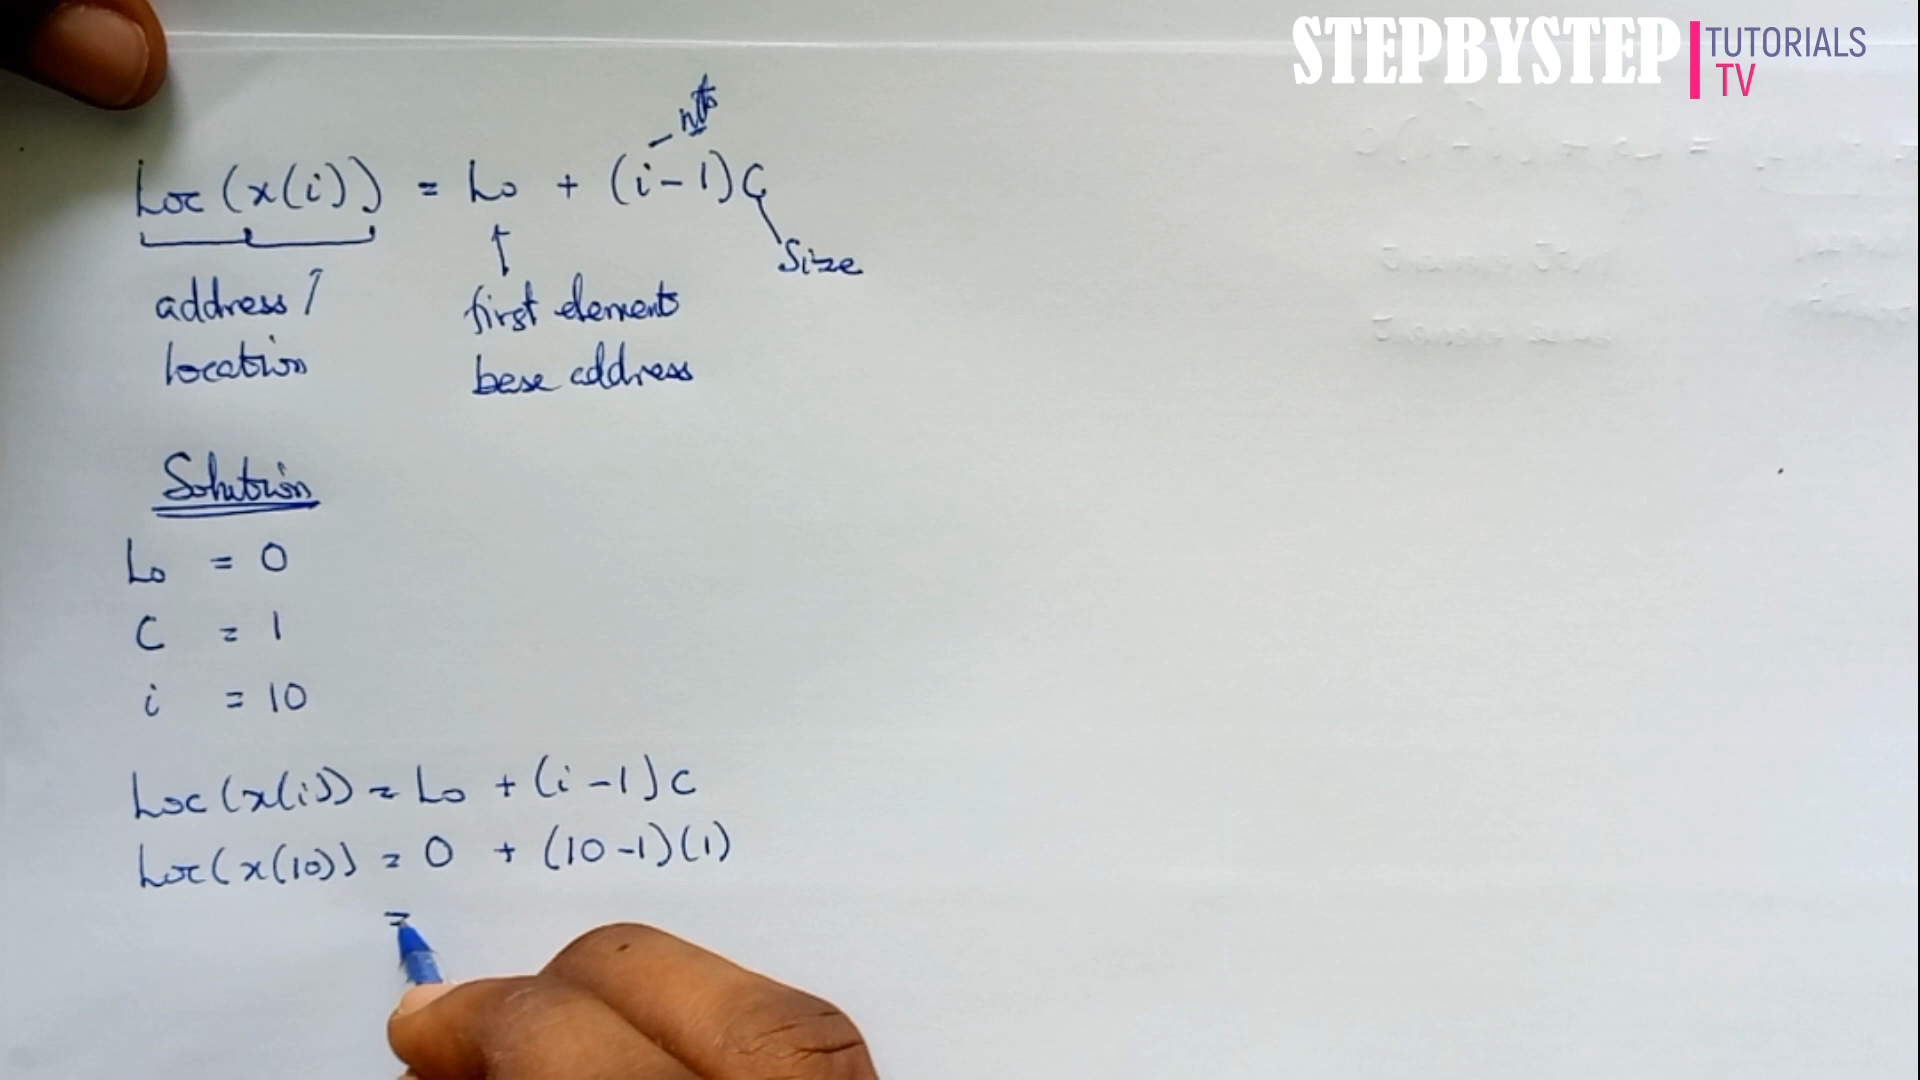 STEPBYSTEP TUTORIALS TV
nth
Loc (x(i)) = Lo + (i-1)C
Size
address / first element
location base address
Solution
Lo = 0
C = 1
i = 10
Loc (x(i)) = Lo + (i-1) C
Loc (x(10)) = 0 + (10-1)(1)
=